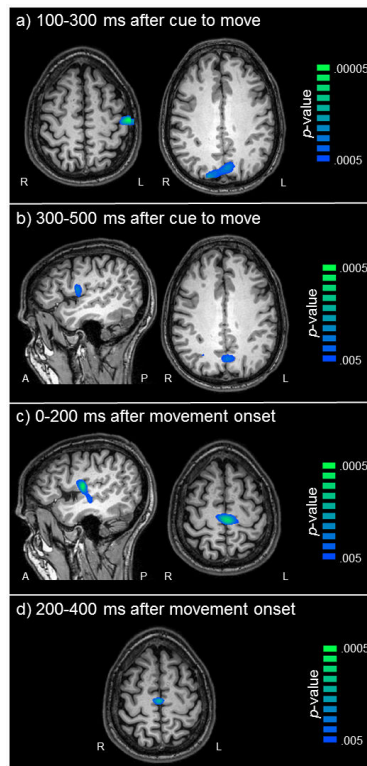 a) 100-300 ms after cue to move
.00005
p-value
.0005
R L R L
b) 300-500 ms after cue to move
.0005
p-value
.005
A P R L
c) 0-200 ms after movement onset
.0005
p-value
.005
A P R L
d) 200-400 ms after movement onset
.0005
p-value
.005
R L